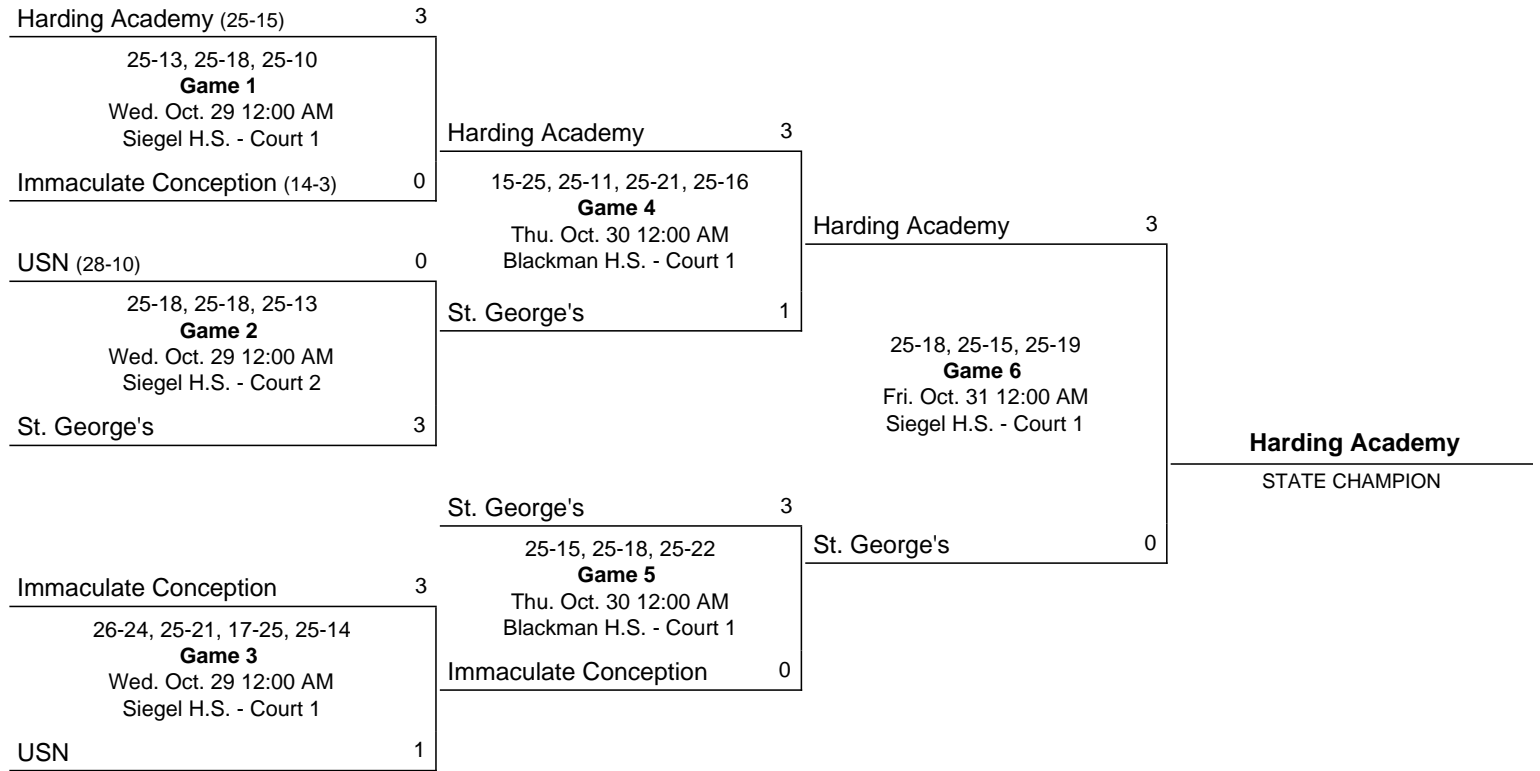 Harding Academy (25-15) 3
25-13, 25-18, 25-10
Game 1
Wed. Oct. 29 12:00 AM
Siegel H.S. - Court 1
Immaculate Conception (14-3) 0
USN (28-10) 0
25-18, 25-18, 25-13
Game 2
Wed. Oct. 29 12:00 AM
Siegel H.S. - Court 2
St. George's 3
Immaculate Conception 3
26-24, 25-21, 17-25, 25-14
Game 3
Wed. Oct. 29 12:00 AM
Siegel H.S. - Court 1
USN 1
Harding Academy 3
15-25, 25-11, 25-21, 25-16
Game 4
Thu. Oct. 30 12:00 AM
Blackman H.S. - Court 1
St. George's 1
St. George's 3
25-15, 25-18, 25-22
Game 5
Thu. Oct. 30 12:00 AM
Blackman H.S. - Court 1
Immaculate Conception 0
Harding Academy 3
25-18, 25-15, 25-19
Game 6
Fri. Oct. 31 12:00 AM
Siegel H.S. - Court 1
St. George's 0
Harding Academy
STATE CHAMPION